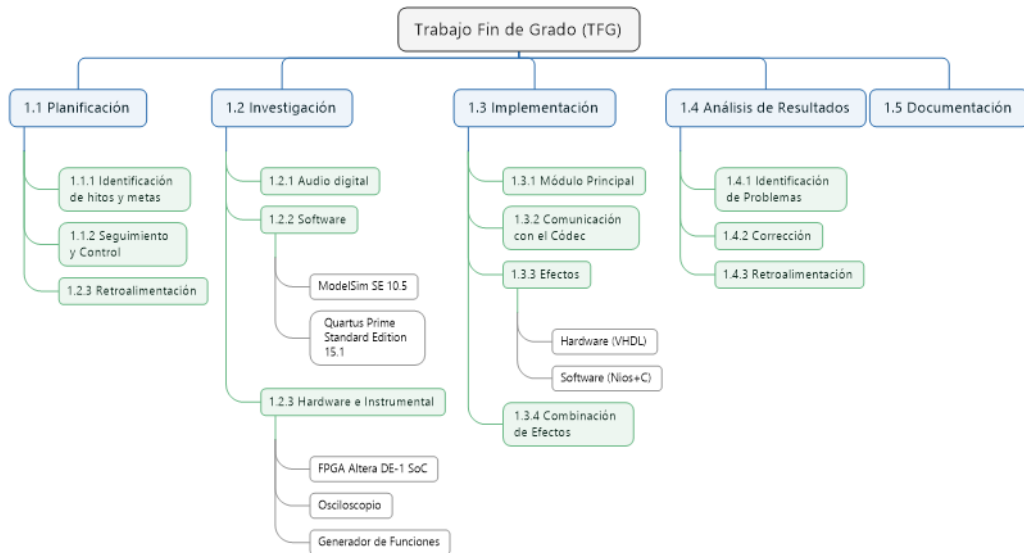 Trabajo Fin de Grado (TFG)
1.1 Planificación
1.2 Investigación
1.3 Implementación
1.4 Análisis de Resultados
1.5 Documentación
1.1.1 Identificación
de hitos y metas
1.1.2 Seguimiento
y Control
1.2.3 Retroalimentación
1.2.1 Audio digital
1.2.2 Software
ModelSim SE 10.5
Quartus Prime
Standard Edition
15.1
1.2.3 Hardware e Instrumental
FPGA Altera DE-1 SoC
Osciloscopio
Generador de Funciones
1.3.1 Módulo Principal
1.3.2 Comunicación
con el Códec
1.3.3 Efectos
Hardware (VHDL)
Software (Nios+C)
1.3.4 Combinación
de Efectos
1.4.1 Identificación
de Problemas
1.4.2 Corrección
1.4.3 Retroalimentación